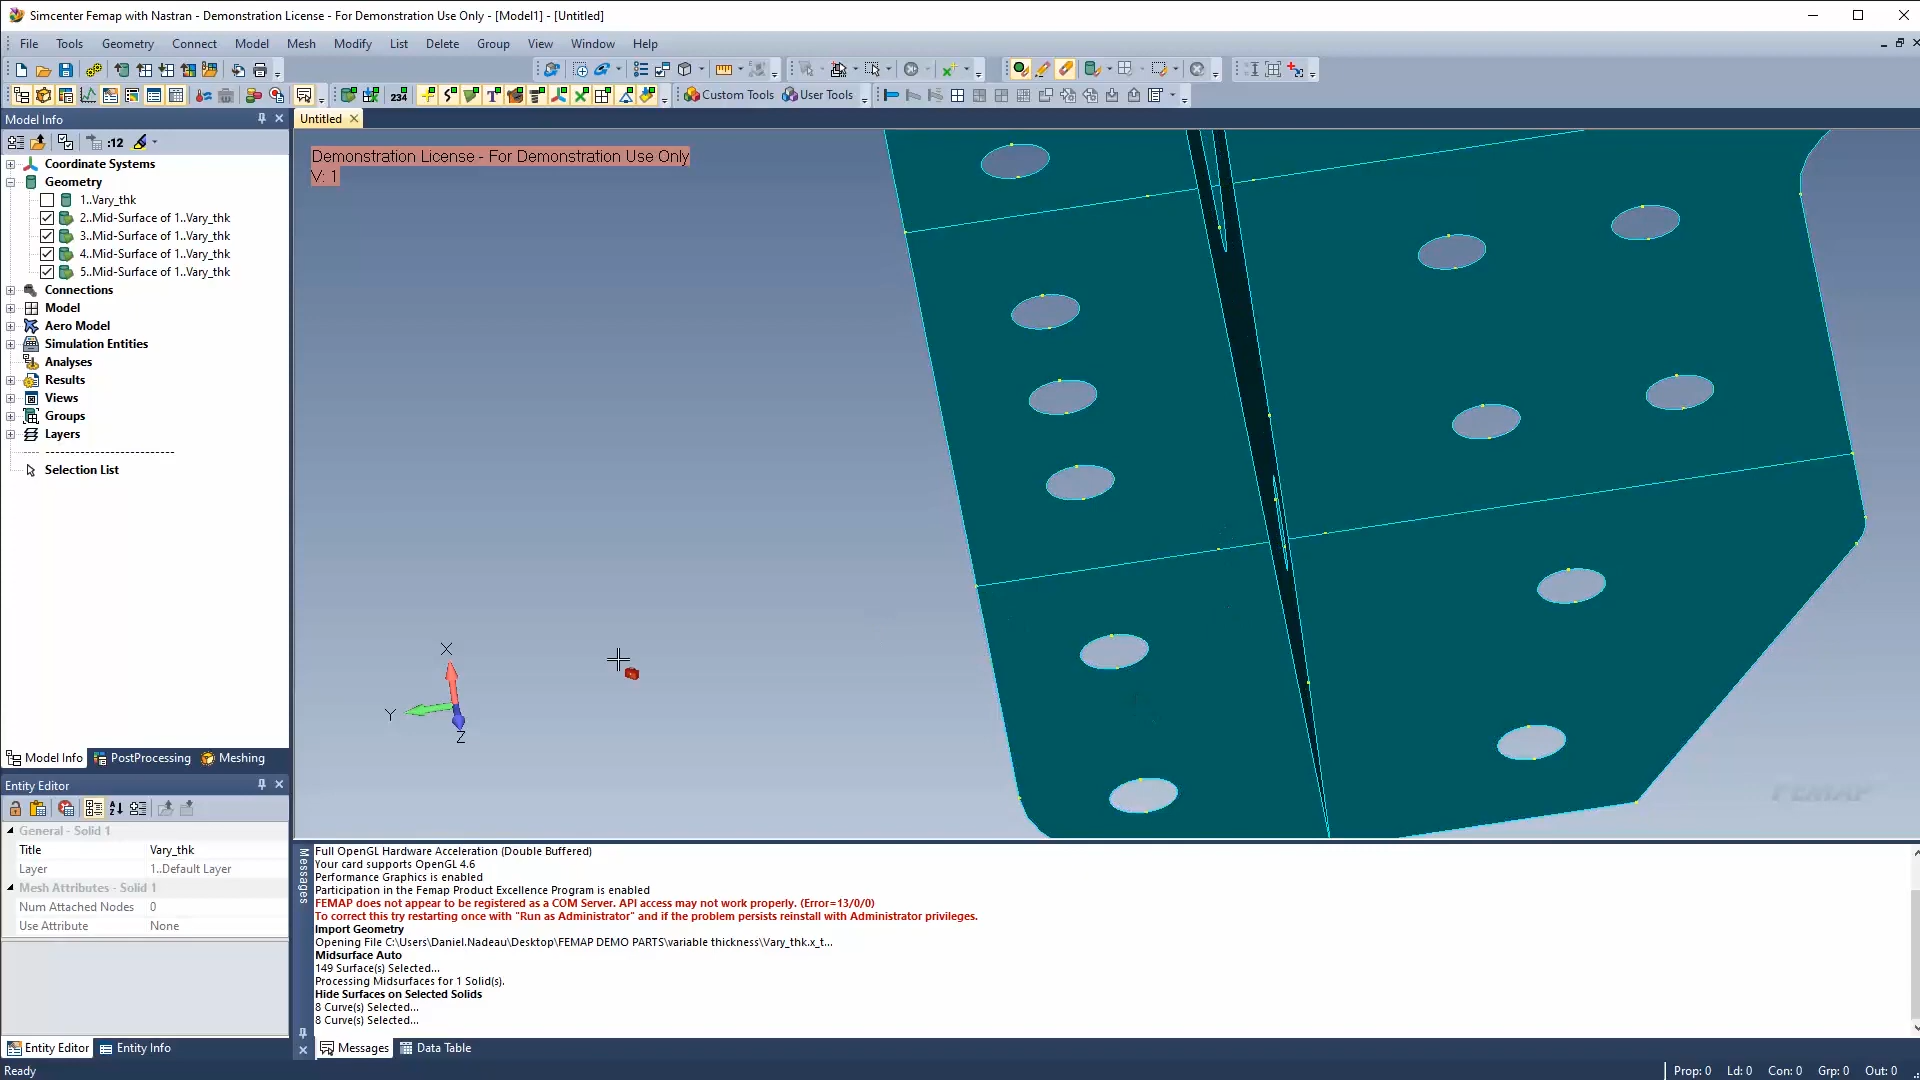 Simcenter Femap with Nastran - Demonstration License - For Demonstration Use Only - [Model1] - [Untitled]
File Tools Geometry Connect Model Mesh Modify List Delete Group View Window Help
234 Custom Tools User Tools
Model Info
Untitled
:12
Demonstration License - For Demonstration Use Only
V: 1
Coordinate Systems
Geometry
1..Vary_thk
2..Mid-Surface of 1..Vary_thk
3..Mid-Surface of 1..Vary_thk
4..Mid-Surface of 1..Vary_thk
5..Mid-Surface of 1..Vary_thk
Connections
Model
Aero Model
Simulation Entities
Analyses
Results
Views
Groups
Layers
Selection List
X
Y
Z
FEMAP
Model Info PostProcessing Meshing
Entity Editor
General - Solid 1
Title Vary_thk
Layer 1..Default Layer
Mesh Attributes - Solid 1
Num Attached Nodes 0
Use Attribute None
Entity Editor Entity Info
Messages
Full OpenGL Hardware Acceleration (Double Buffered)
Your card supports OpenGL 4.6
Performance Graphics is enabled
Participation in the Femap Product Excellence Program is enabled
FEMAP does not appear to be registered as a COM Server. API access may not work properly. (Error=13/0/0)
To correct this try restarting once with "Run as Administrator" and if the problem persists reinstall with Administrator privileges.
Import Geometry
Opening File C:\Users\Daniel.Nadeau\Desktop\FEMAP DEMO PARTS\variable thickness\Vary_thk.x_t...
Midsurface Auto
149 Surface(s) Selected...
Processing Midsurfaces for 1 Solid(s).
Hide Surfaces on Selected Solids
8 Curve(s) Selected...
8 Curve(s) Selected...
Messages Data Table
Ready
Prop: 0 Ld: 0 Con: 0 Grp: 0 Out: 0